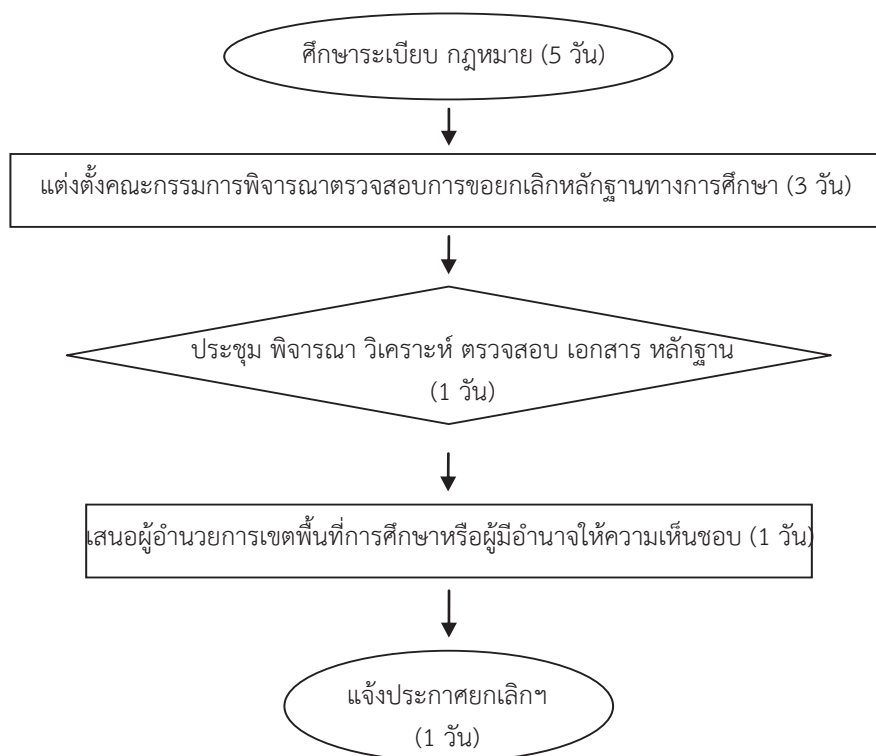 ศึกษาระเบียบ กฎหมาย (5 วัน)
แต่งตั้งคณะกรรมการพิจารณาตรวจสอบการขอยกเลิกหลักฐานทางการศึกษา (3 วัน)
ประชุม พิจารณา วิเคราะห์ ตรวจสอบ เอกสาร หลักฐาน
(1 วัน)
เสนอผู้อำนวยการเขตพื้นที่การศึกษาหรือผู้มีอำนาจให้ความเห็นชอบ (1 วัน)
แจ้งประกาศยกเลิกฯ
(1 วัน)